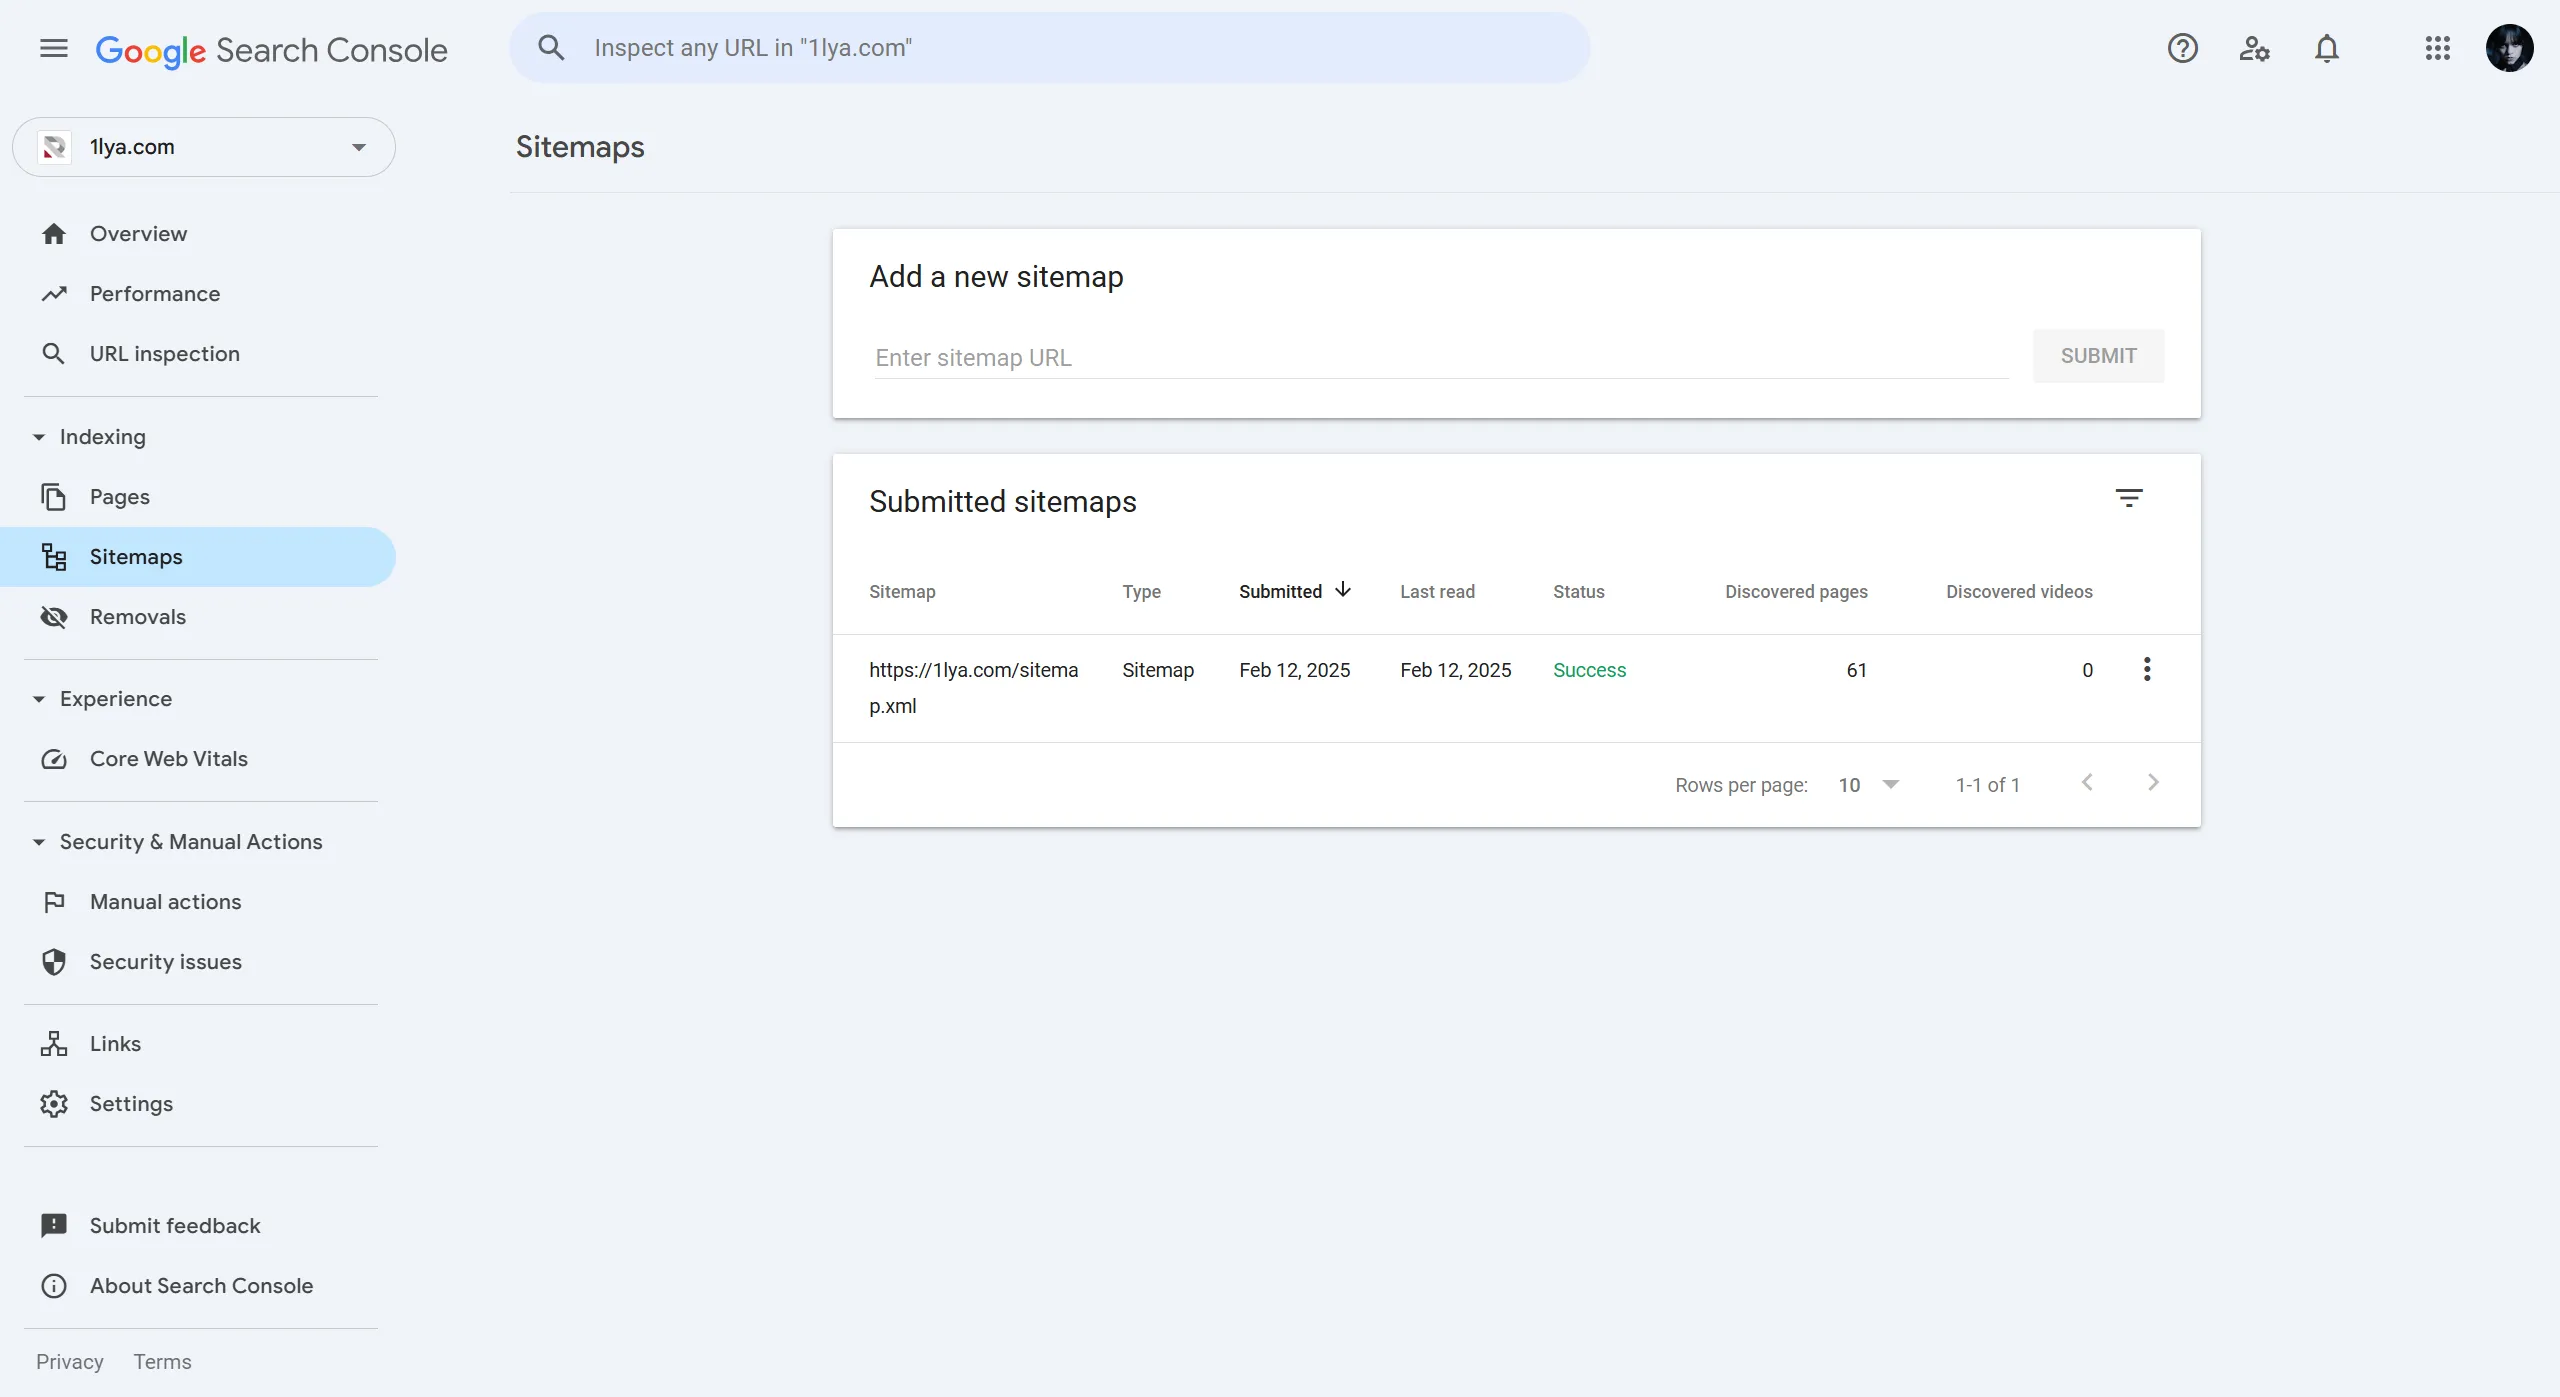 Google Search Console
Inspect any URL in "1lya.com"
1lya.com
Overview
Performance
URL inspection
Indexing
Pages
Sitemaps
Removals
Experience
Core Web Vitals
Security & Manual Actions
Manual actions
Security issues
Links
Settings
Submit feedback
About Search Console
Privacy Terms
Sitemaps
Add a new sitemap
Enter sitemap URL
SUBMIT
Submitted sitemaps
Sitemap Type Submitted Last read Status Discovered pages Discovered videos
https://1lya.com/sitema Sitemap Feb 12, 2025 Feb 12, 2025 Success 61 0
p.xml
Rows per page: 10 1-1 of 1